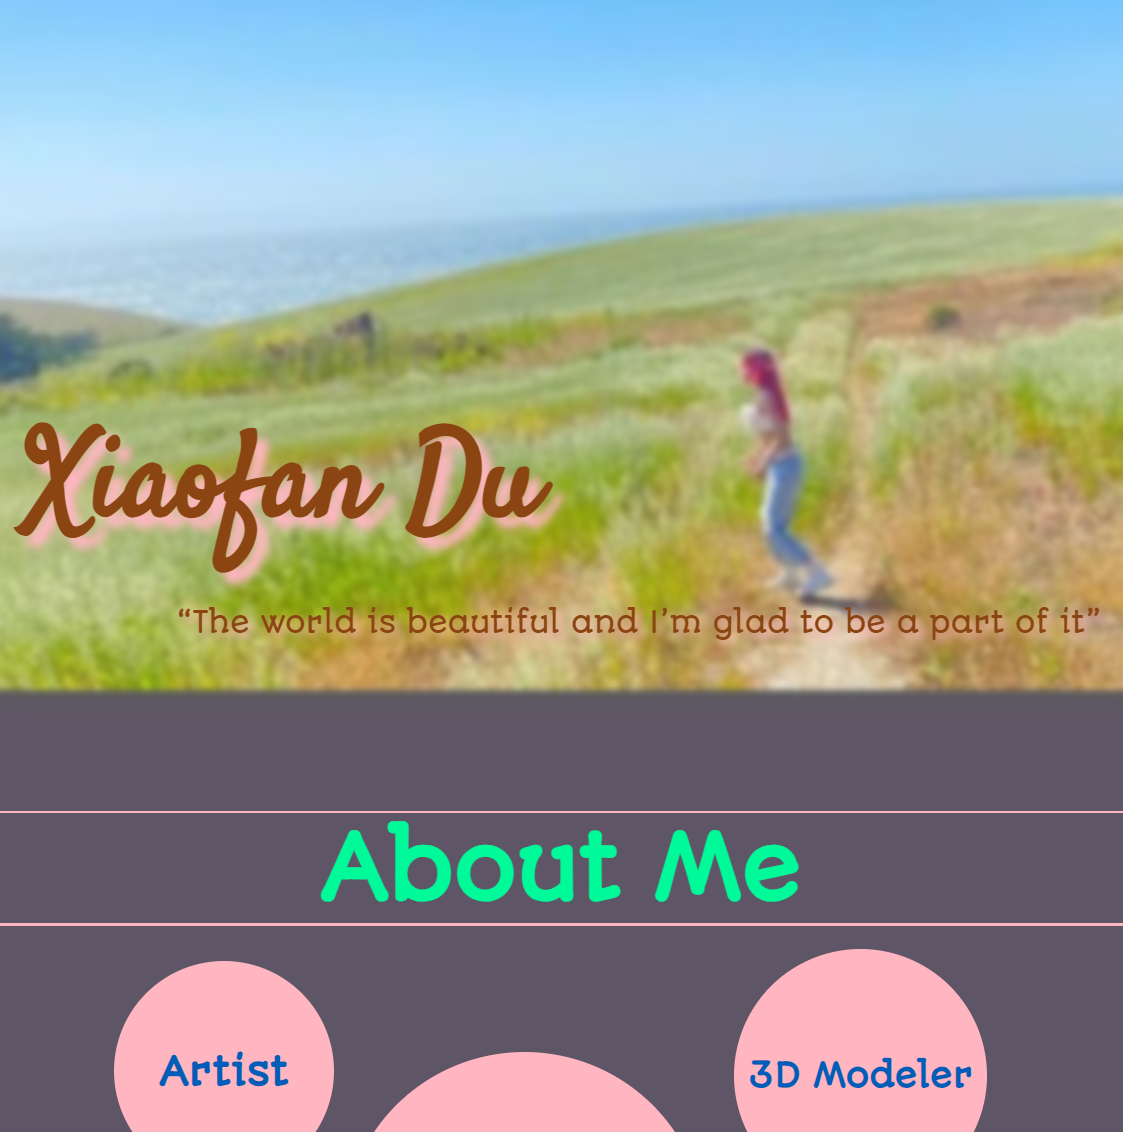 Xiaofan Du
“The world is beautiful and I’m glad to be a part of it”
About Me
Artist
3D Modeler